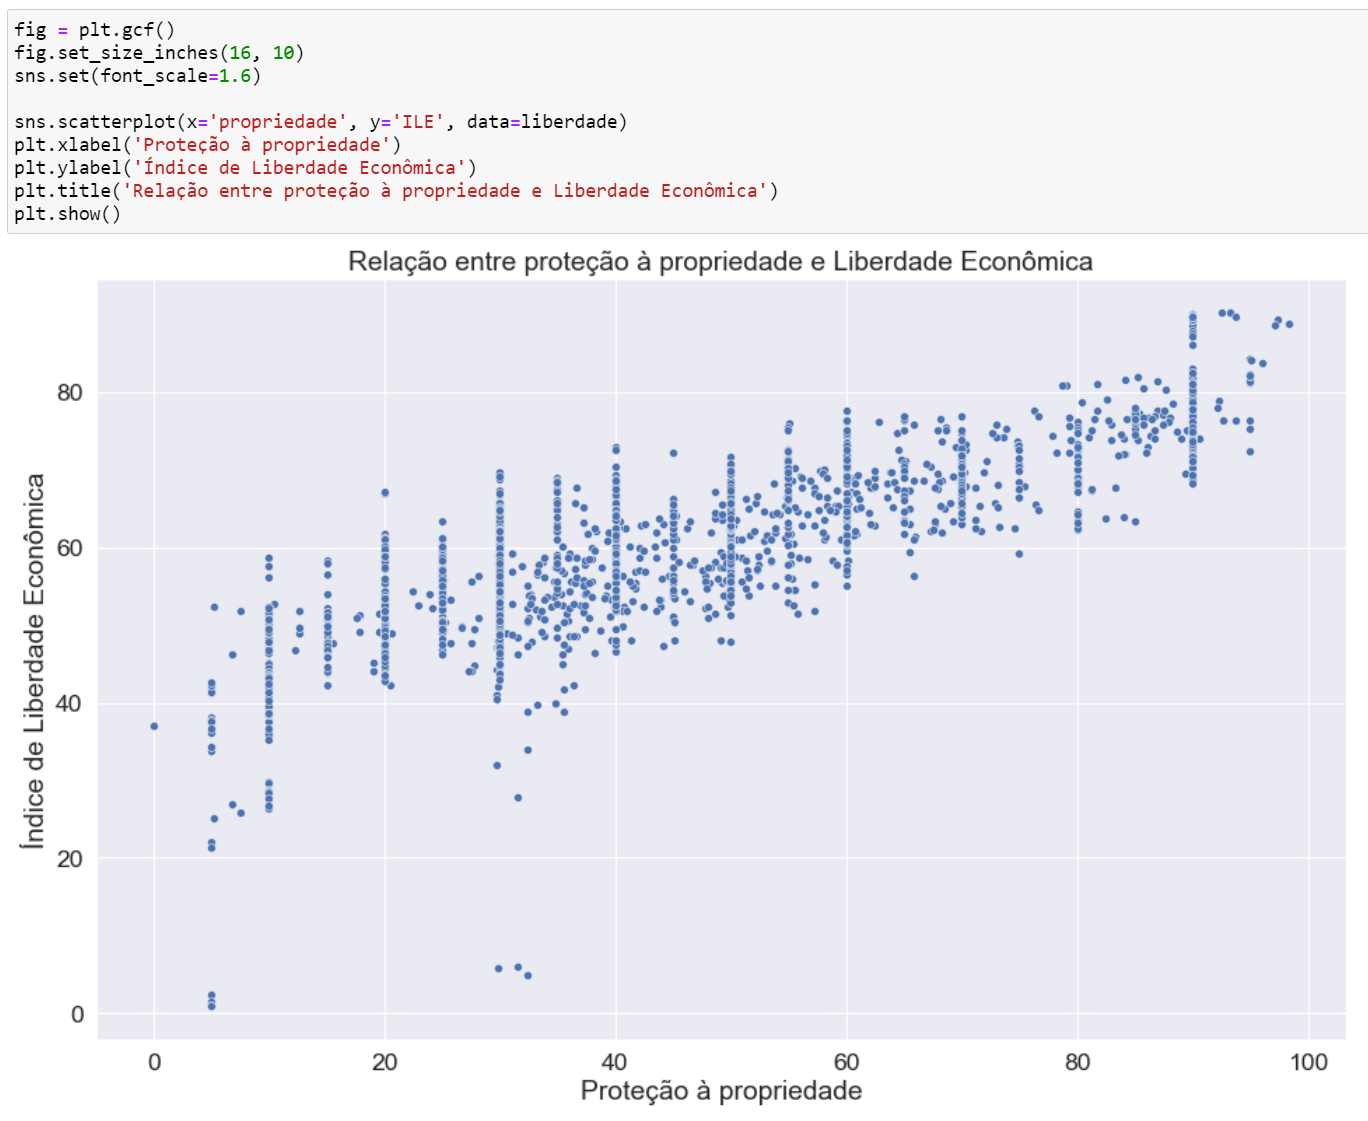 fig = plt.gcf()
fig.set_size_inches(16, 10)
sns.set(font_scale=1.6)
sns.scatterplot(x='propriedade', y='ILE', data=liberdade)
plt.xlabel('Proteção à propriedade')
plt.ylabel('Índice de Liberdade Econômica')
plt.title('Relação entre proteção à propriedade e Liberdade Econômica')
plt.show()
Relação entre proteção à propriedade e Liberdade Econômica
Índice de Liberdade Econômica
80
60
40
20
0
0 20 40 60 80 100
Proteção à propriedade